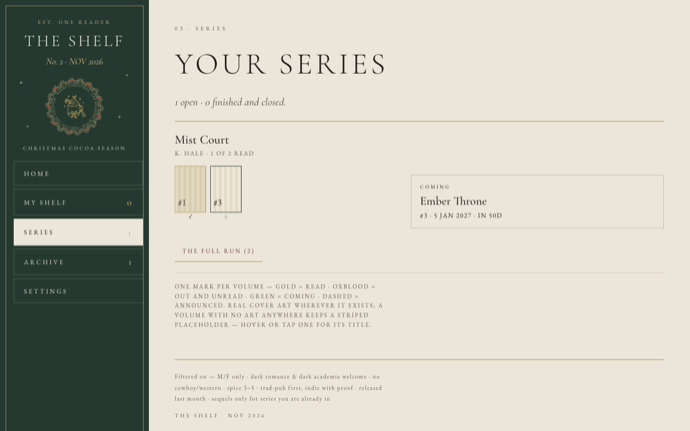 EST. ONE READER
THE SHELF
No. 2 · NOV 2026
CHRISTMAS COCOA SEASON
HOME
MY SHELF 0
SERIES 1
ARCHIVE 1
SETTINGS
03 · SERIES
YOUR SERIES
1 open · 0 finished and closed.
Mist Court
K. HALE · 1 OF 2 READ
#1 #3
✓
COMING
Ember Throne
#3 · 5 JAN 2027 · IN 50D
THE FULL RUN (2)
ONE MARK PER VOLUME — GOLD = READ · OXBLOOD =
OUT AND UNREAD · GREEN = COMING · DASHED =
ANNOUNCED. REAL COVER ART WHEREVER IT EXISTS; A
VOLUME WITH NO ART ANYWHERE KEEPS A STRIPED
PLACEHOLDER — HOVER OR TAP ONE FOR ITS TITLE.
Filtered on — M/F only · dark romance & dark academia welcome · no
cowboy/western · spice 3–5 · trad-pub first, indie with proof · released
last month · sequels only for series you are already in
THE SHELF · NOV 2026